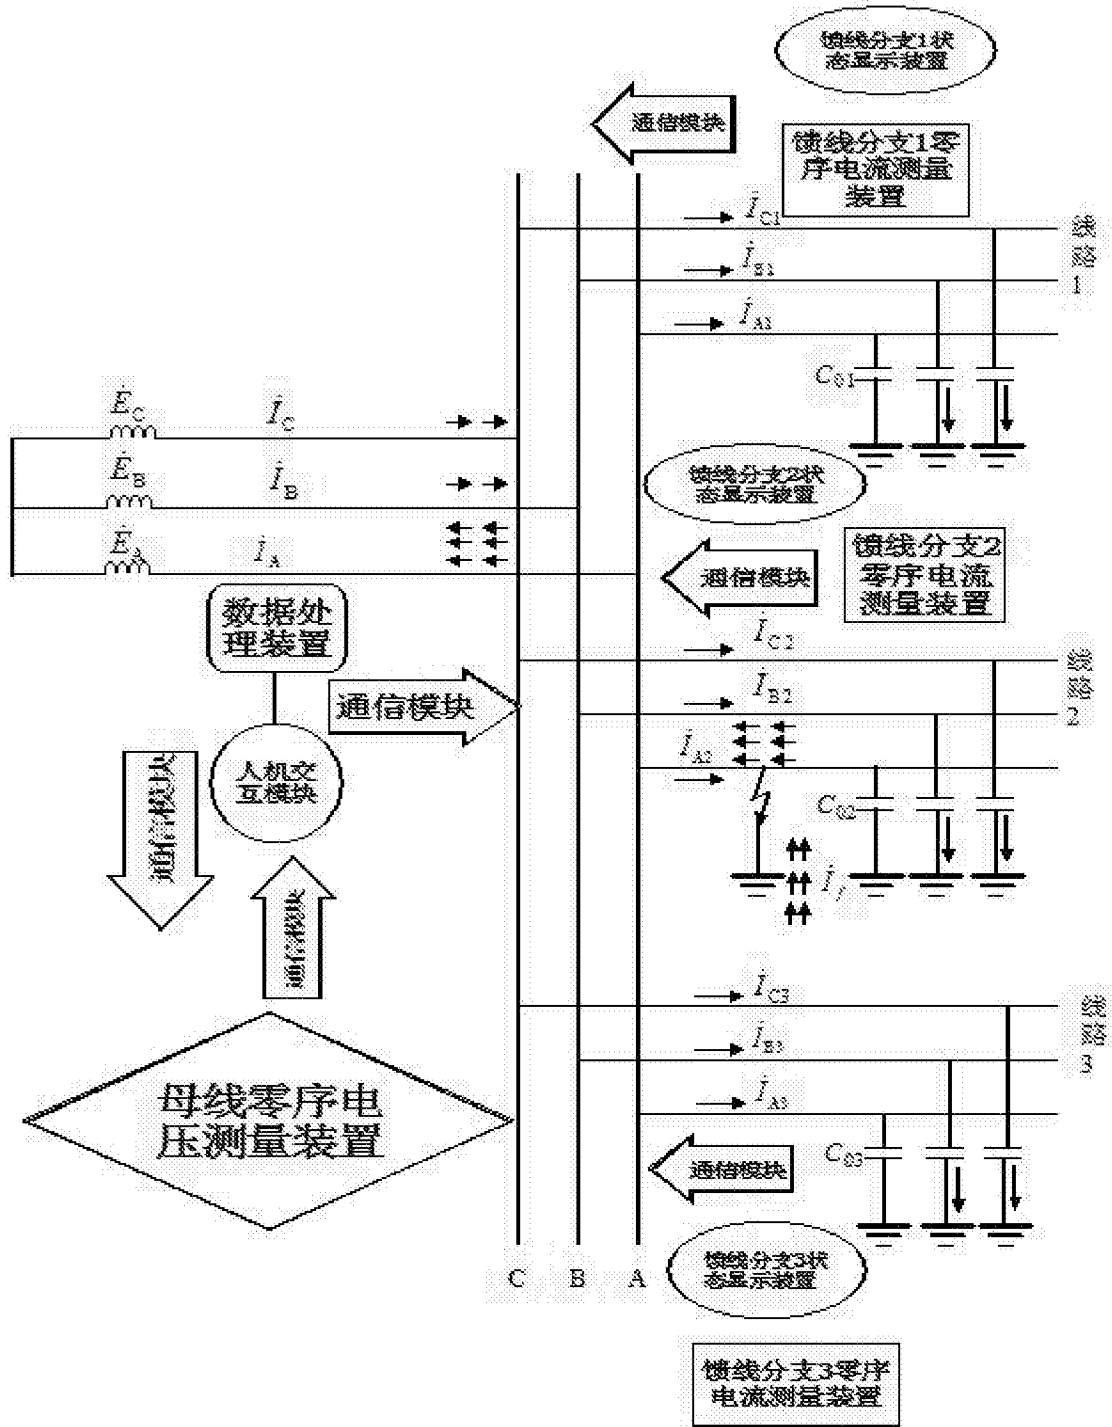 馈线分支1状
态显示装置
通信模块
馈线分支1零
序电流测量
装置
İC1
线
路
1
İB1
İA1
C01
ĖC
İC
ĖB
İB
ĖA
İA
馈线分支2状
态显示装置
馈线分支2
零序电流
测量装置
通信模块
数据处
理装置
İC2
线
路
2
İB2
通信模块
İA2
人机交
互模块
通信模块
C02
İf
通信模块
İC3
线
路
3
İB3
İA3
母线零序电
压测量装置
C03
通信模块
C B A
馈线分支3状
态显示装置
馈线分支3零序
电流测量装置